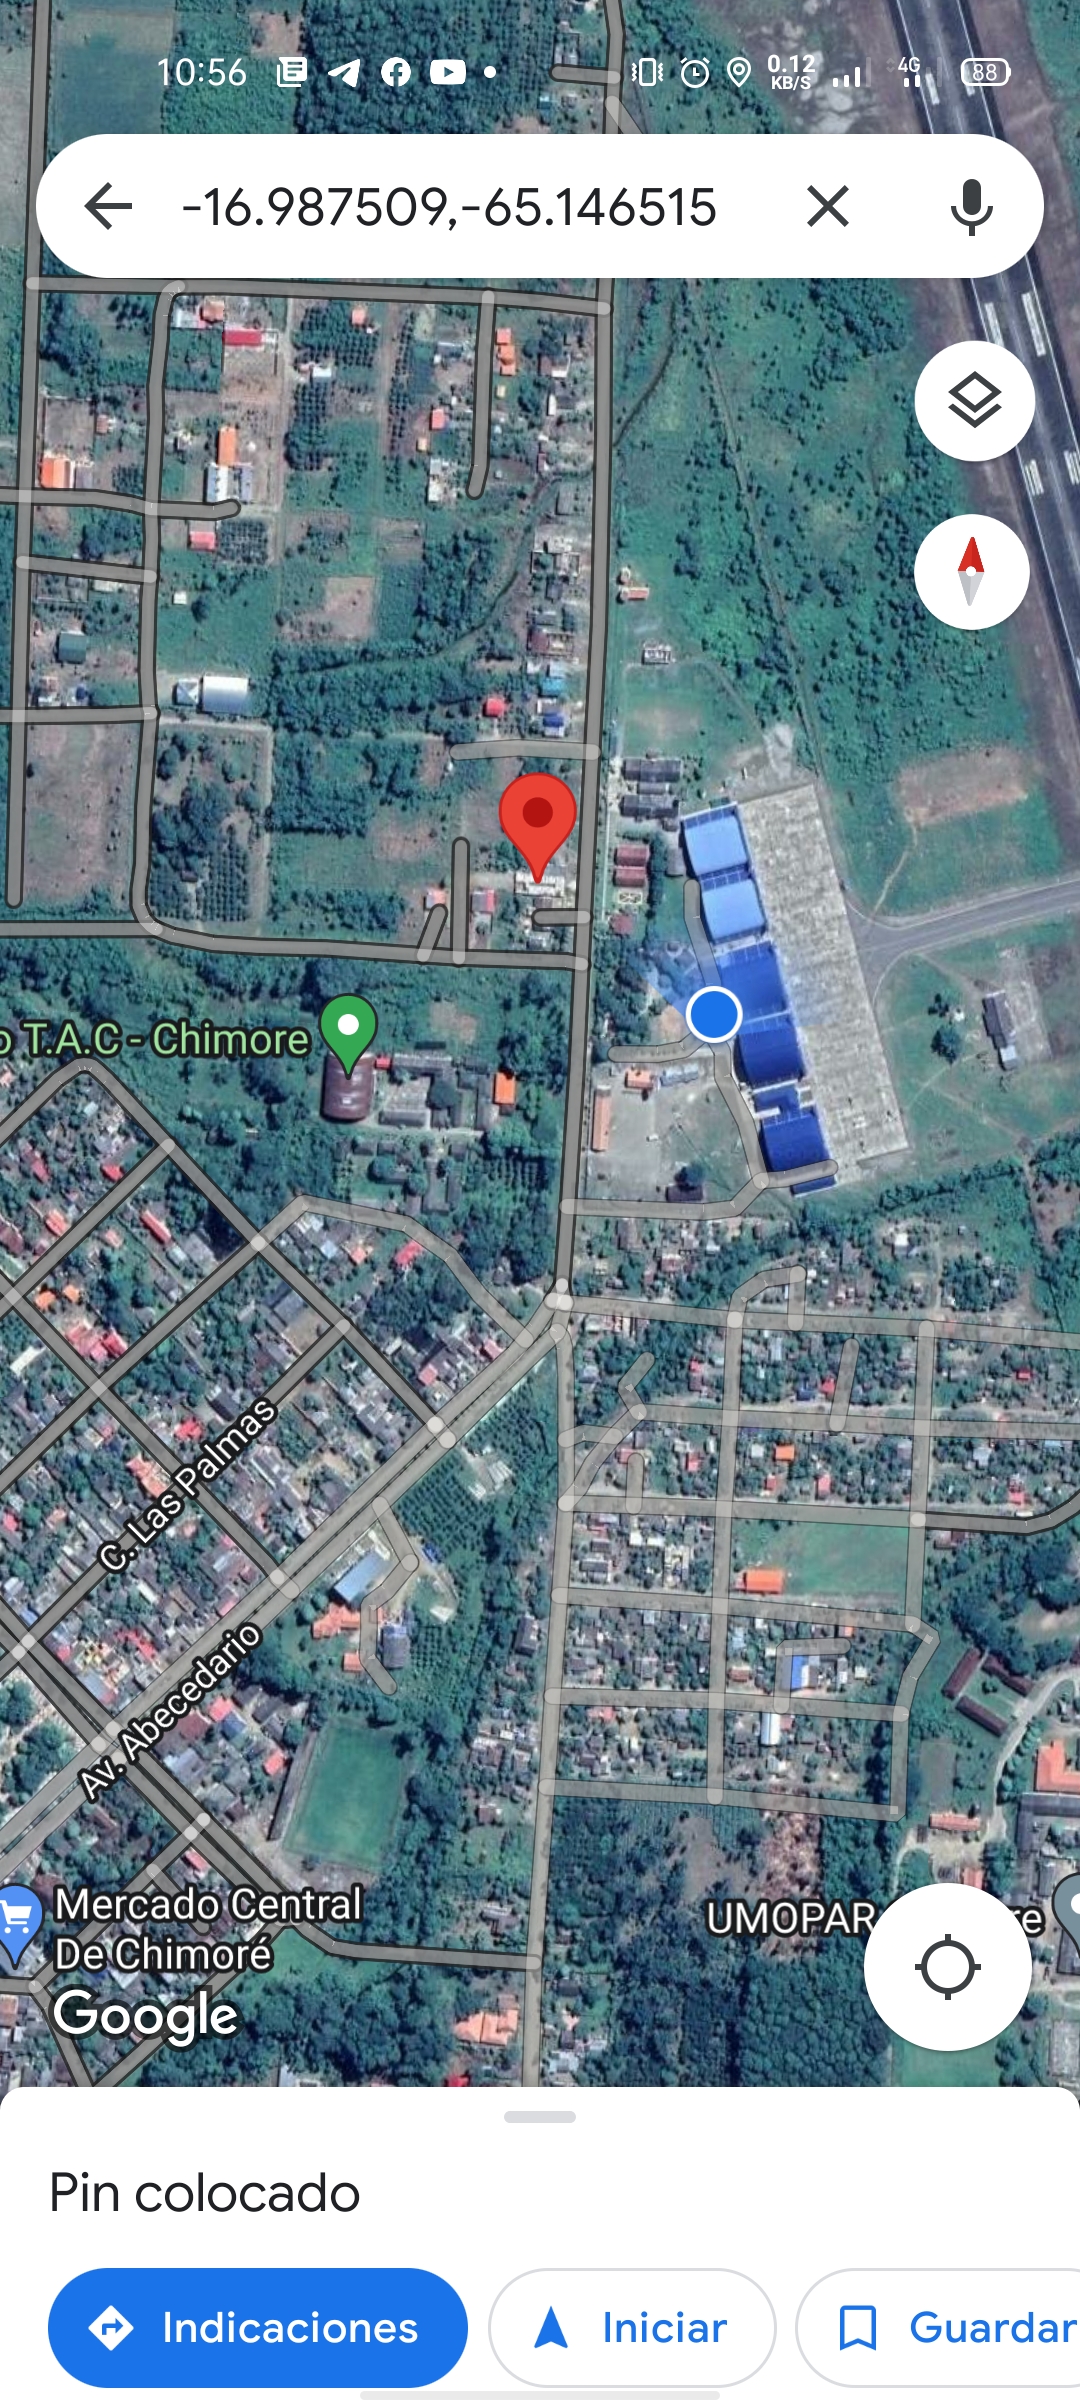 10:56
0.12
KB/S
4G
88
-16.987509,-65.146515
o T.A.C - Chimore
C. Las Palmas
Av. Abecedario
Mercado Central
De Chimoré
UMOPAR
re
Google
Pin colocado
Indicaciones
Iniciar
Guardar